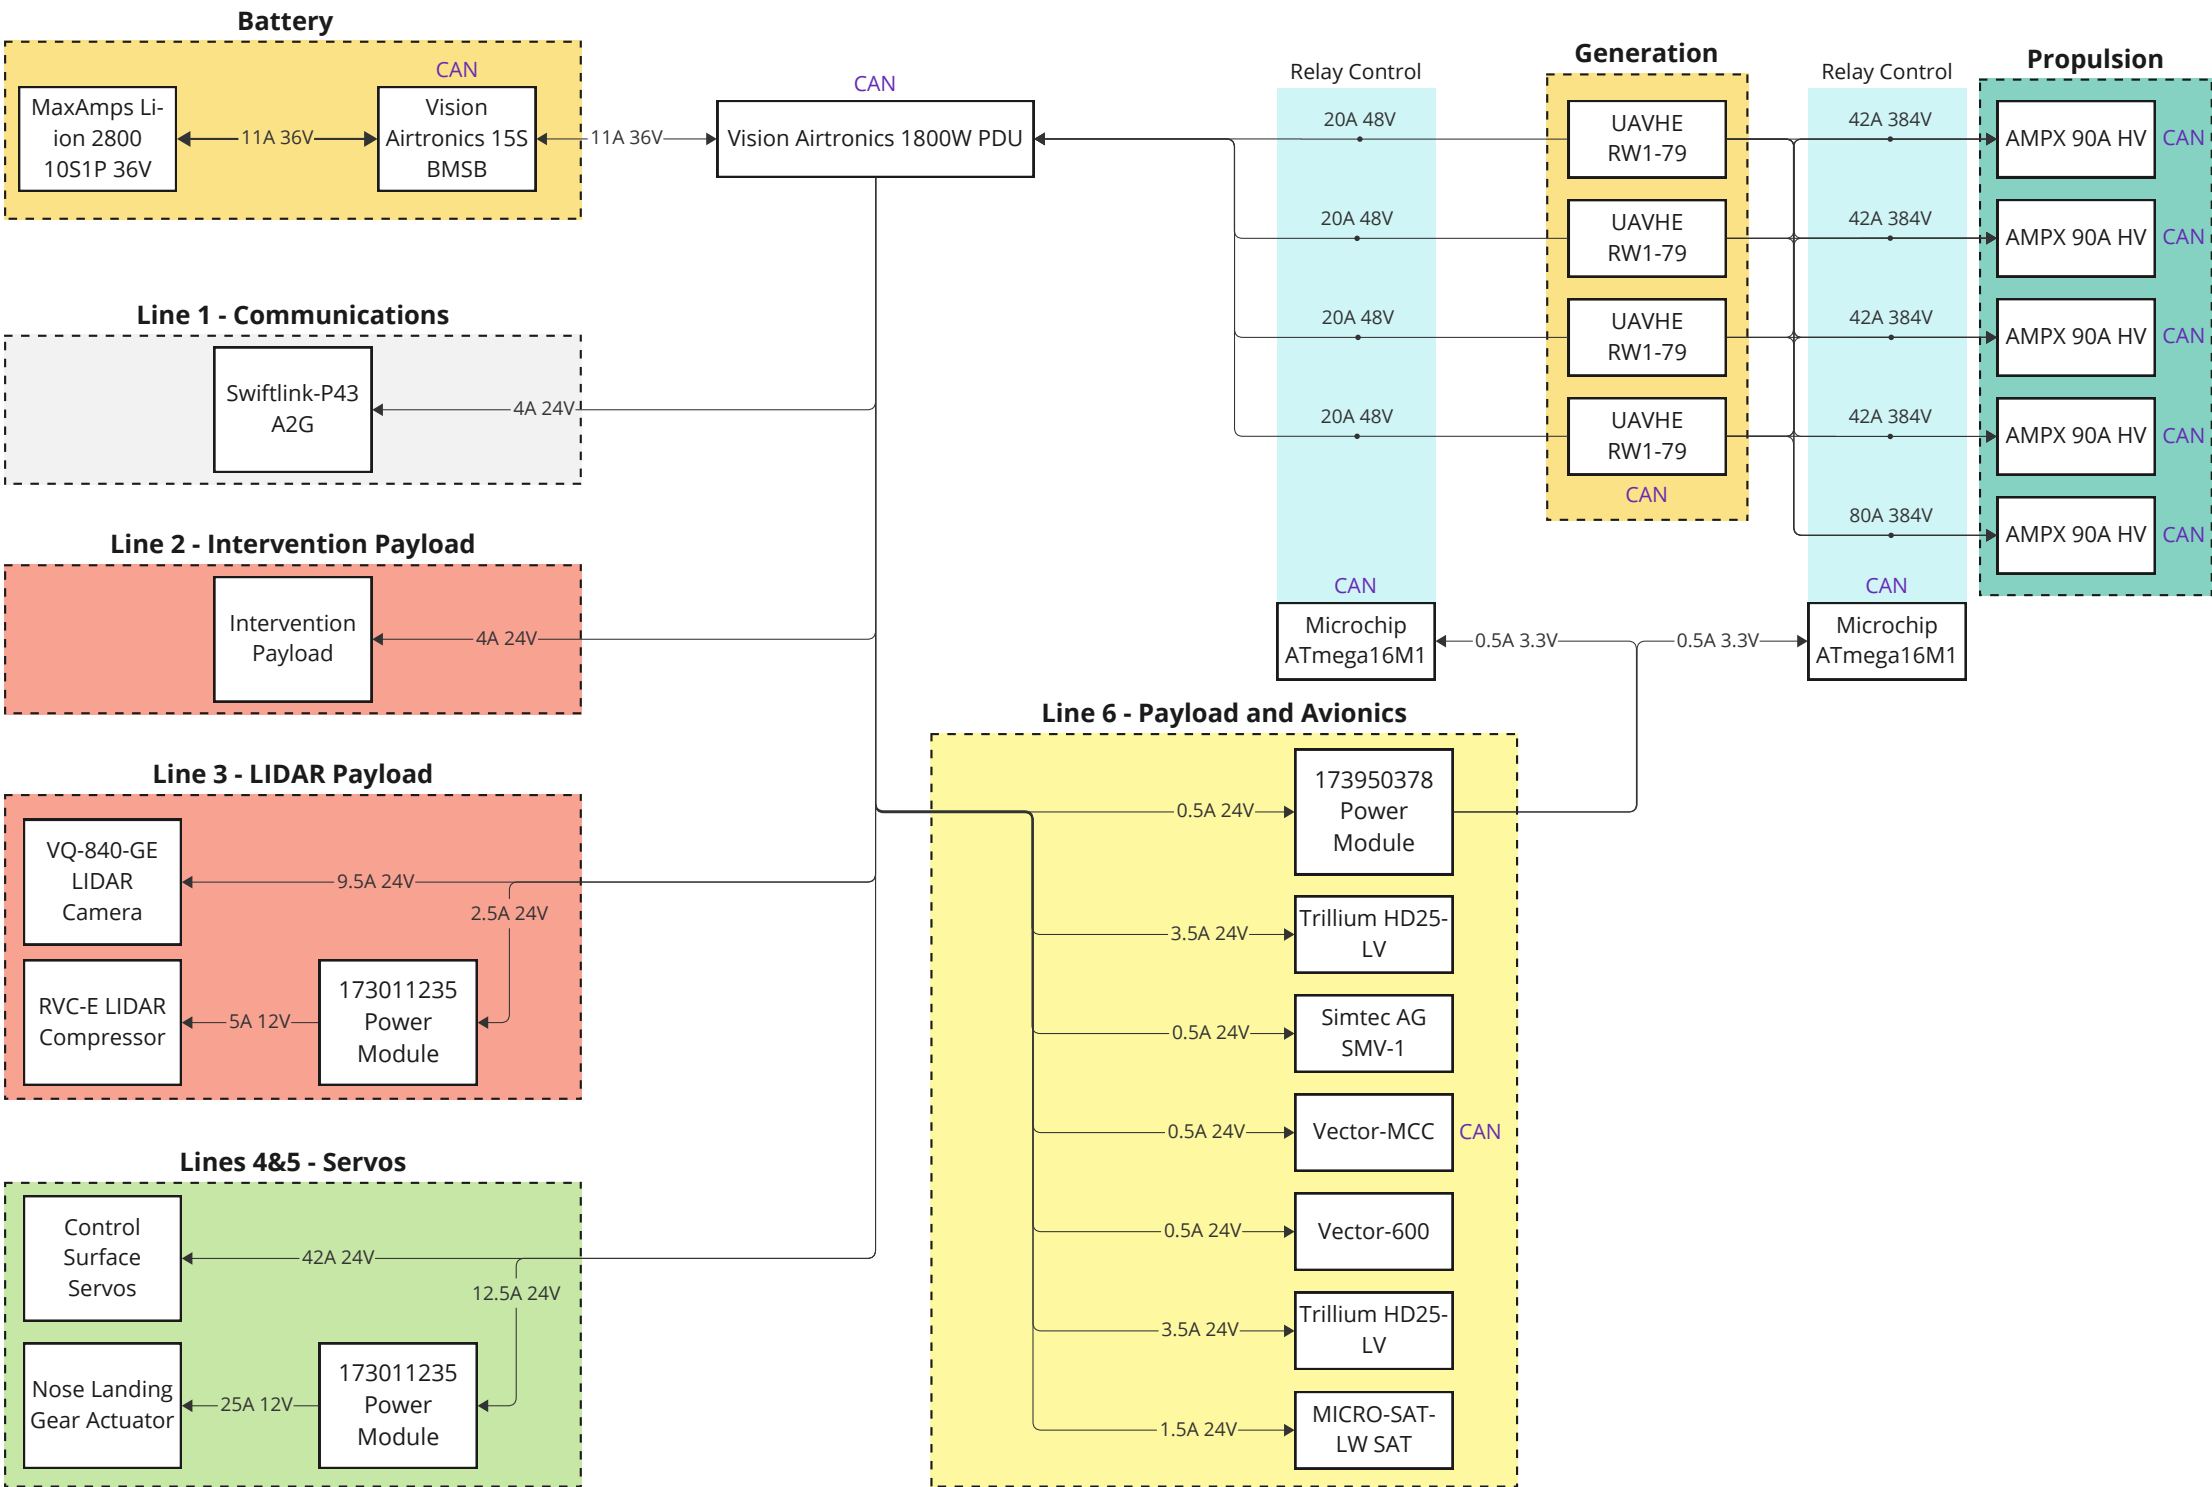 Battery
CAN
MaxAmps Li-
ion 2800
10S1P 36V
11A 36V
Vision
Airtronics 15S
BMSB
11A 36V
CAN
Vision Airtronics 1800W PDU
Relay Control
20A 48V
20A 48V
20A 48V
20A 48V
CAN
Microchip
ATmega16M1
Generation
UAVHE
RW1-79
UAVHE
RW1-79
UAVHE
RW1-79
UAVHE
RW1-79
CAN
Relay Control
42A 384V
42A 384V
42A 384V
42A 384V
80A 384V
CAN
Microchip
ATmega16M1
Propulsion
AMPX 90A HV
CAN
AMPX 90A HV
CAN
AMPX 90A HV
CAN
AMPX 90A HV
CAN
AMPX 90A HV
CAN
0.5A 3.3V
0.5A 3.3V
Line 1 - Communications
Swiftlink-P43
A2G
4A 24V
Line 2 - Intervention Payload
Intervention
Payload
4A 24V
Line 3 - LIDAR Payload
VQ-840-GE
LIDAR
Camera
9.5A 24V
2.5A 24V
RVC-E LIDAR
Compressor
5A 12V
173011235
Power
Module
Lines 4&5 - Servos
Control
Surface
Servos
42A 24V
12.5A 24V
Nose Landing
Gear Actuator
25A 12V
173011235
Power
Module
Line 6 - Payload and Avionics
0.5A 24V
173950378
Power
Module
3.5A 24V
Trillium HD25-
LV
0.5A 24V
Simtec AG
SMV-1
0.5A 24V
Vector-MCC
CAN
0.5A 24V
Vector-600
3.5A 24V
Trillium HD25-
LV
1.5A 24V
MICRO-SAT-
LW SAT